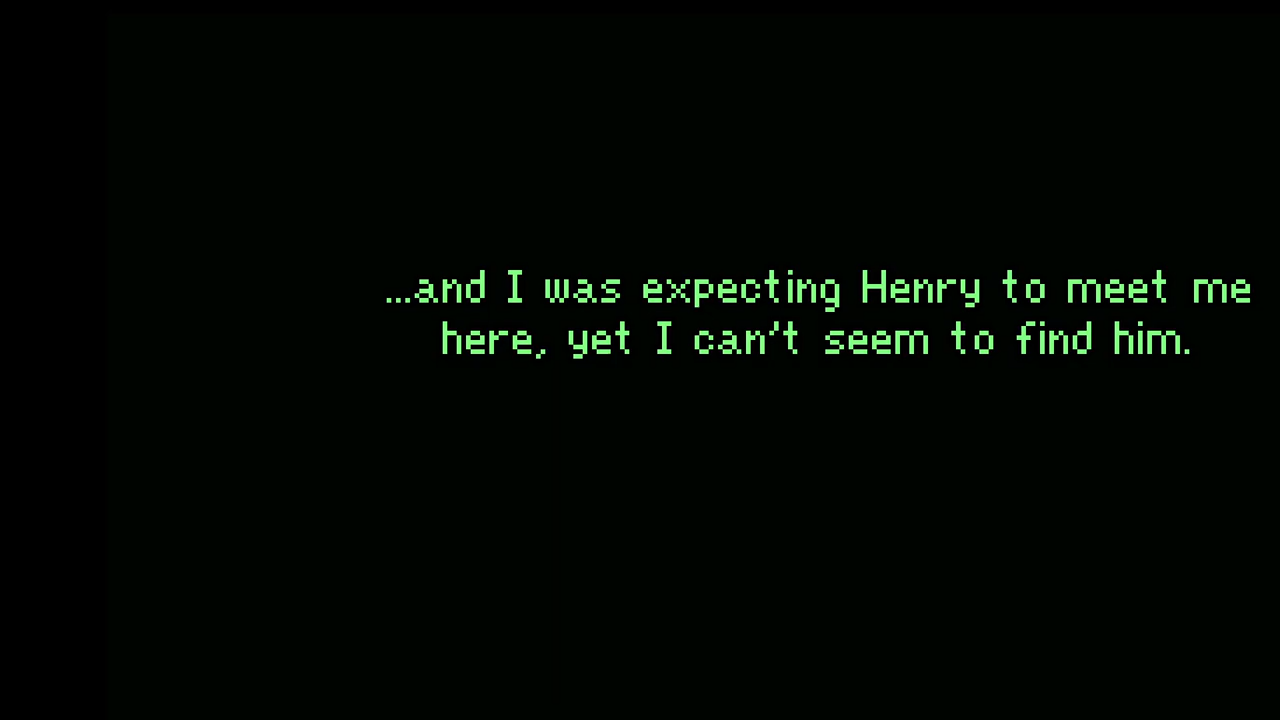 ...and I was expecting Henry to meet me
here, yet I can't seem to find him.